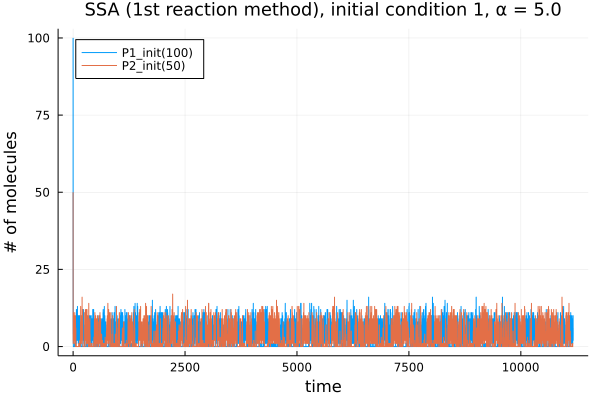 SSA (1st reaction method), initial condition 1, α = 5.0
100
75
50
25
0
# of molecules
P1_init(100)
P2_init(50)
0 2500 5000 7500 10000
time